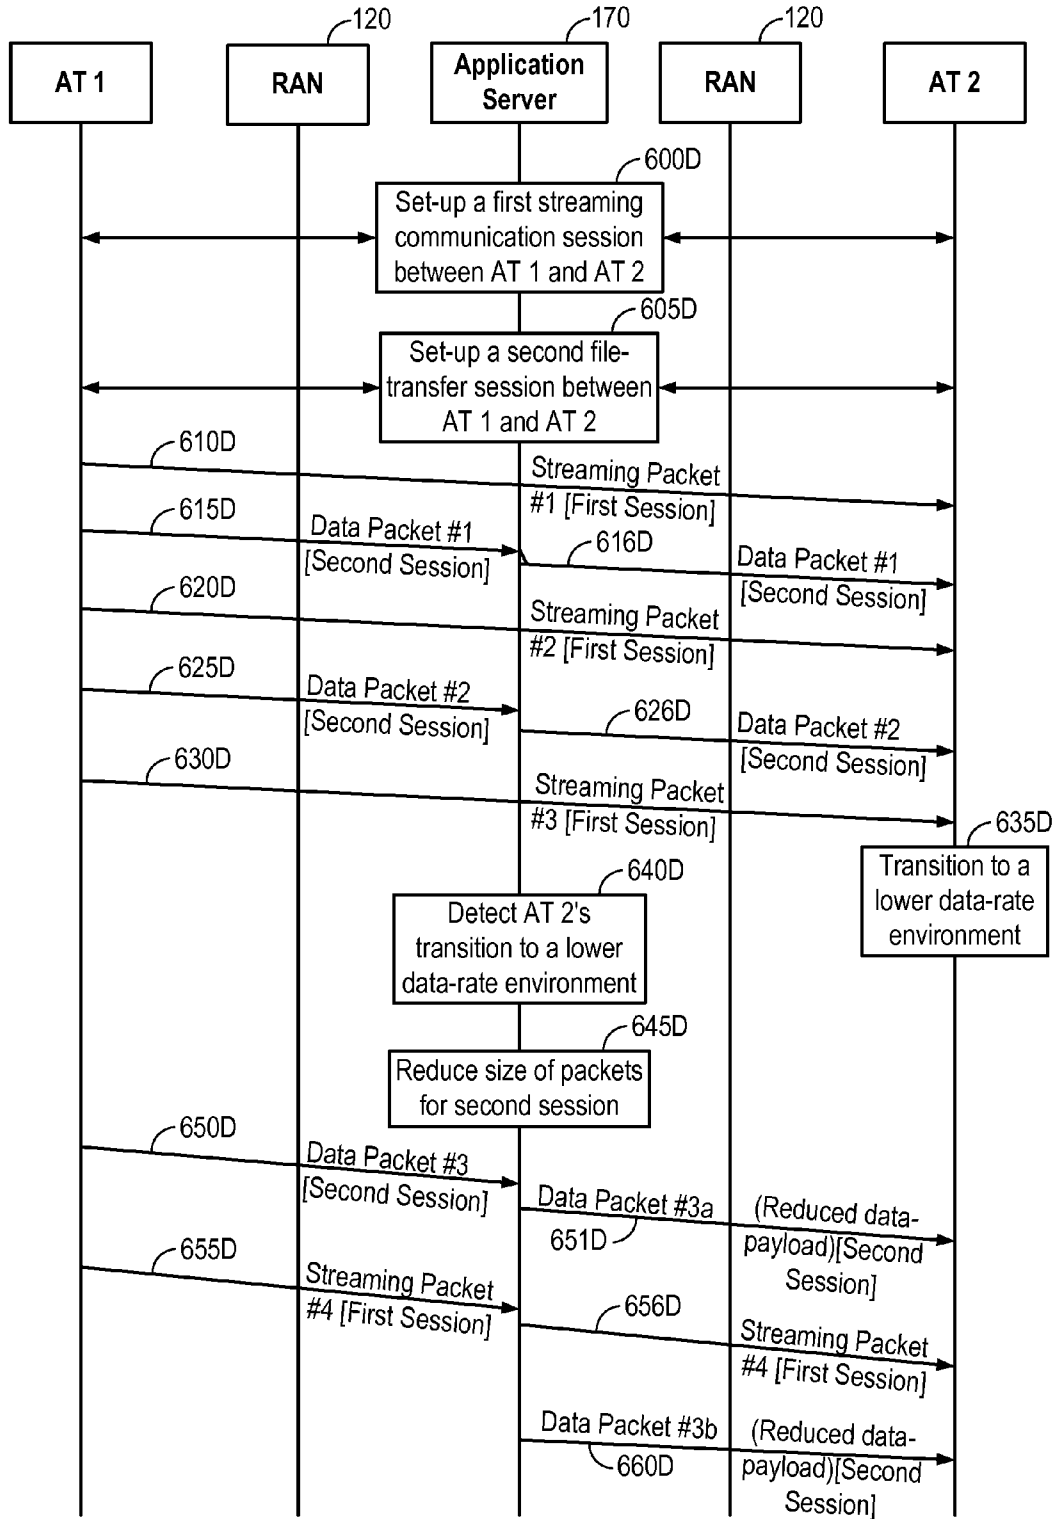 120
170
120
AT 1
RAN
Application
Server
RAN
AT 2
600D
Set-up a first streaming
communication session
between AT 1 and AT 2
605D
Set-up a second file-
transfer session between
AT 1 and AT 2
610D
Streaming Packet
#1 [First Session]
615D
Data Packet #1
[Second Session]
616D
Data Packet #1
[Second Session]
620D
Streaming Packet
#2 [First Session]
625D
Data Packet #2
[Second Session]
626D
Data Packet #2
[Second Session]
630D
Streaming Packet
#3 [First Session]
635D
Transition to a
lower data-rate
environment
640D
Detect AT 2's
transition to a lower
data-rate environment
645D
Reduce size of packets
for second session
650D
Data Packet #3
[Second Session]
Data Packet #3a
651D
(Reduced data-
payload)[Second
Session]
655D
Streaming Packet
#4 [First Session]
656D
Streaming Packet
#4 [First Session]
Data Packet #3b
660D
(Reduced data-
payload)[Second
Session]